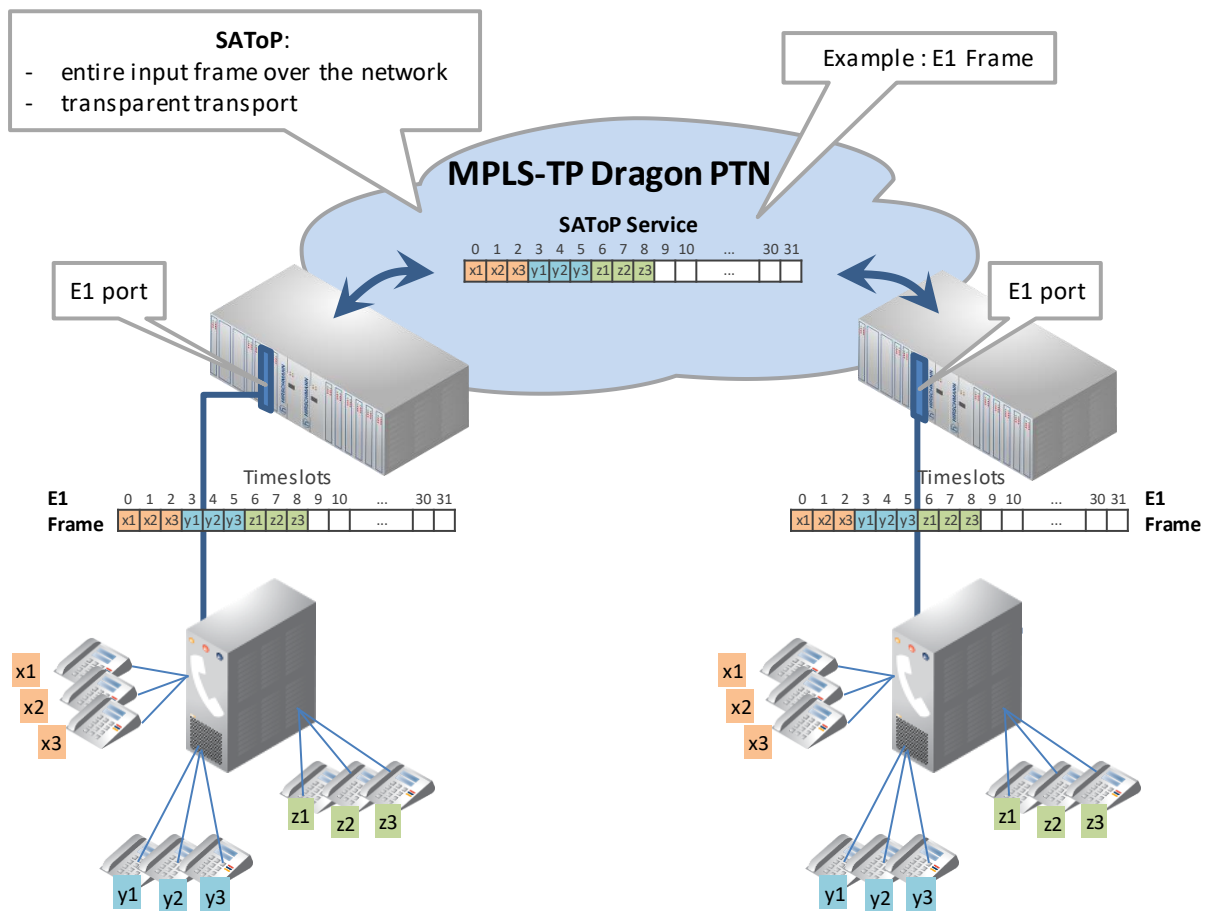 SAToP:
- entire input frame over the network
- transparent transport
Example : E1 Frame
MPLS-TP Dragon PTN
SAToP Service
0 1 2 3 4 5 6 7 8 9 10 ... 30 31
x1 x2 x3 y1 y2 y3 z1 z2 z3 ...
E1 port
E1 port
HIRSCHMANN
HIRSCHMANN
HIRSCHMANN
HIRSCHMANN
Timeslots
E1
Frame
0 1 2 3 4 5 6 7 8 9 10 ... 30 31
x1 x2 x3 y1 y2 y3 z1 z2 z3 ...
Timeslots
0 1 2 3 4 5 6 7 8 9 10 ... 30 31
x1 x2 x3 y1 y2 y3 z1 z2 z3 ...
E1
Frame
x1
x2
x3
z1
z2
z3
y1
y2
y3
x1
x2
x3
z1
z2
z3
y1
y2
y3